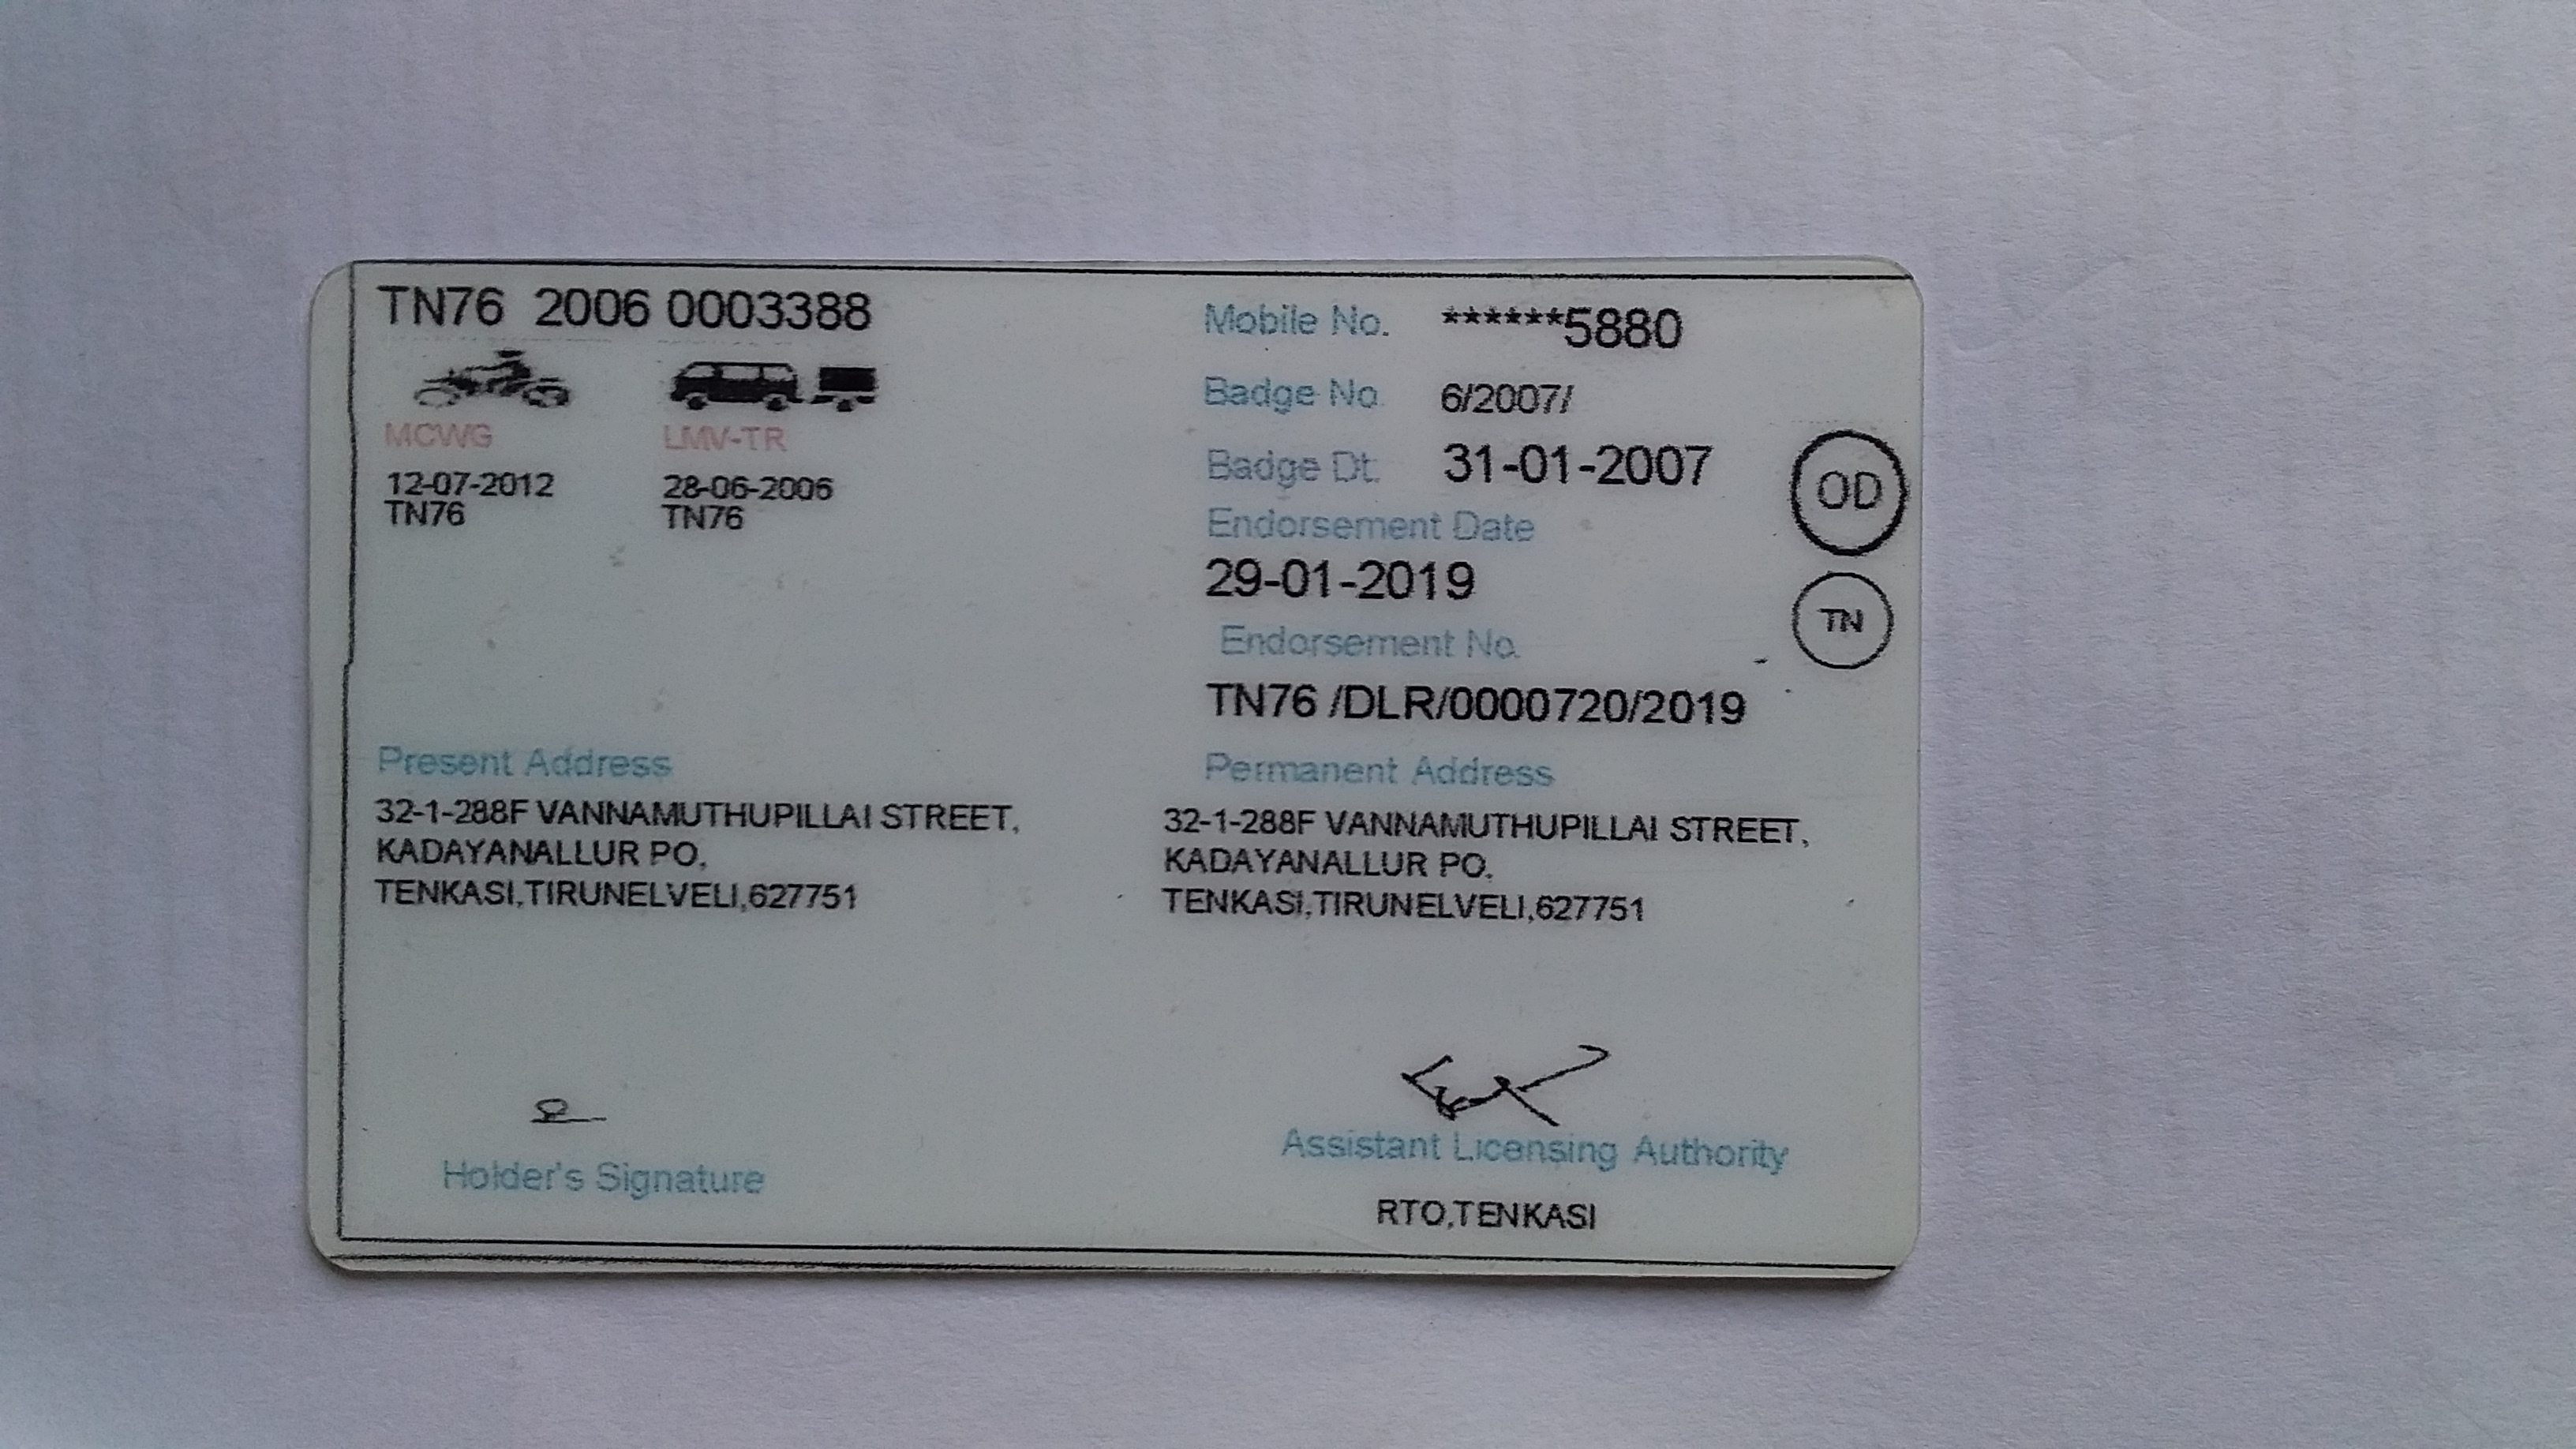 TN76 2006 0003388
MCWG LMV-TR
12-07-2012 28-06-2006
TN76 TN76
Mobile No. ******5880
Badge No. 6/2007/
Badge Dt. 31-01-2007
Endorsement Date
29-01-2019
Endorsement No.
TN76 /DLR/0000720/2019
OD
TN
Present Address
32-1-288F VANNAMUTHUPILLAI STREET,
KADAYANALLUR PO,
TENKASI,TIRUNELVELI,627751
Permanent Address
32-1-288F VANNAMUTHUPILLAI STREET,
KADAYANALLUR PO,
TENKASI,TIRUNELVELI,627751
Holder's Signature
Assistant Licensing Authority
RTO,TENKASI